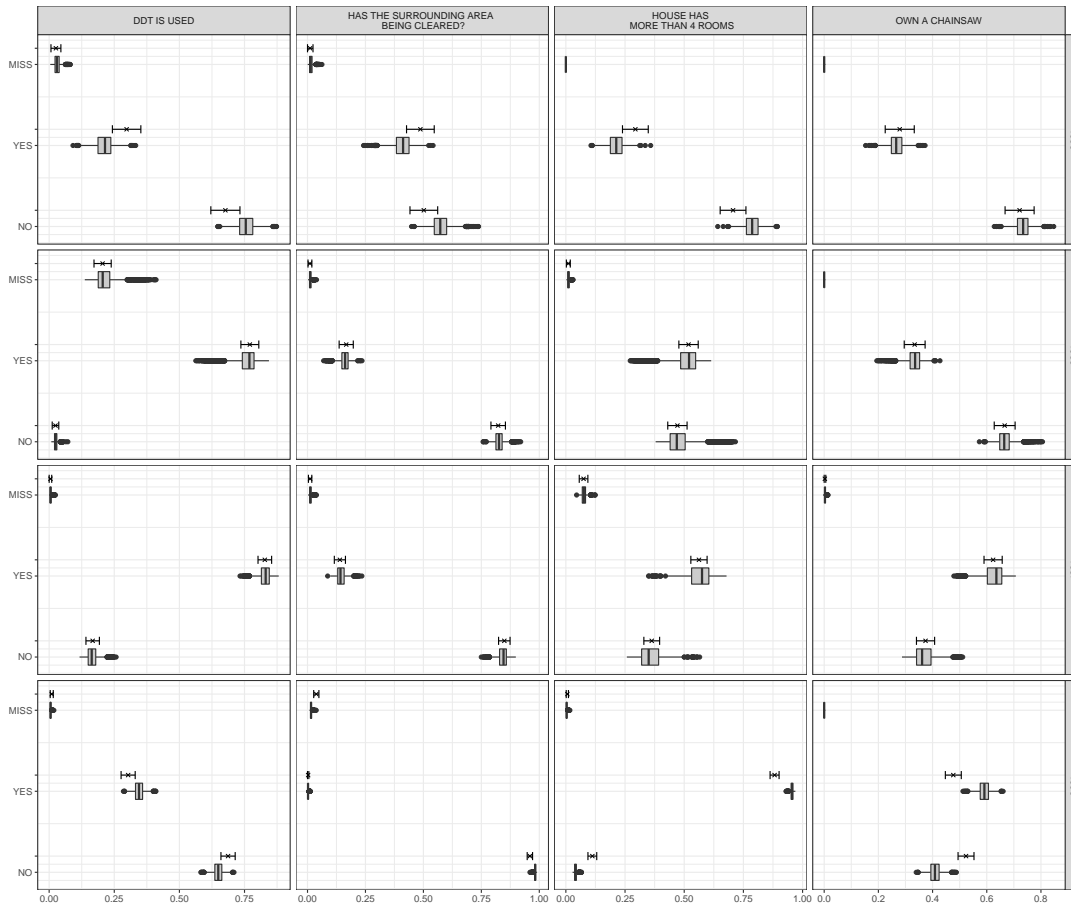 DDT IS USED
HAS THE SURROUNDING AREA
BEING CLEARED?
HOUSE HAS
MORE THAN 4 ROOMS
OWN A CHAINSAW
MISS
YES
NO
MISS
YES
NO
MISS
YES
NO
MISS
YES
NO
0.00 0.25 0.50 0.75 0.00 0.25 0.50 0.75 1.00 0.00 0.25 0.50 0.75 1.00 0.0 0.2 0.4 0.6 0.8